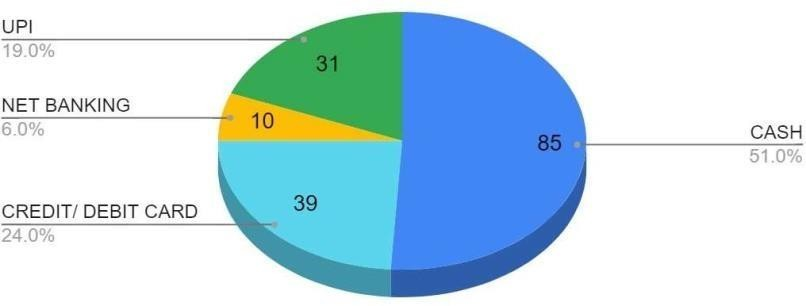 UPI
19.0%
31
NET BANKING
6.0%
10
85
CASH
51.0%
CREDIT/ DEBIT CARD
24.0%
39